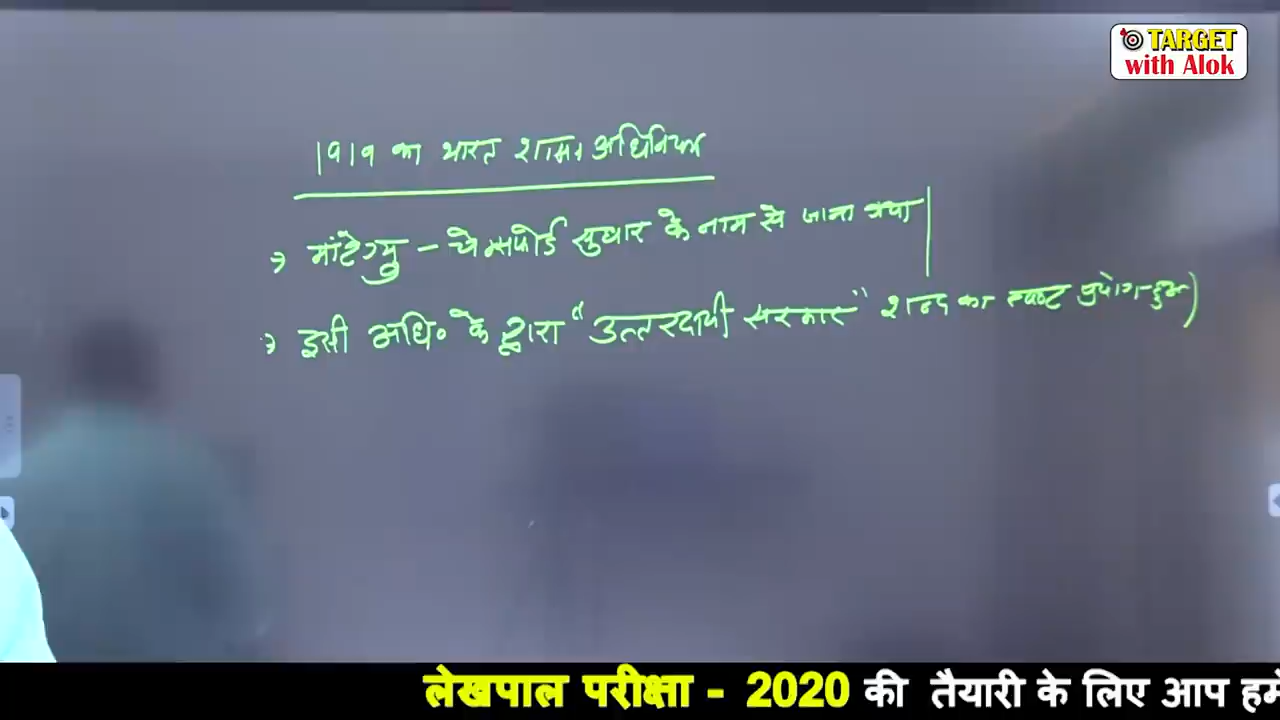 TARGET
with Alok
1919 का भारत शासन अधिनियम
→ मांटेग्यु - चेम्सफोर्ड सुधार के नाम से जाना गया
→ इसी अधि० के द्वारा "उत्तरदायी सरकार" शब्द का स्पष्ट प्रयोग हुआ
लेखपाल परीक्षा - 2020 की तैयारी के लिए आप हमे